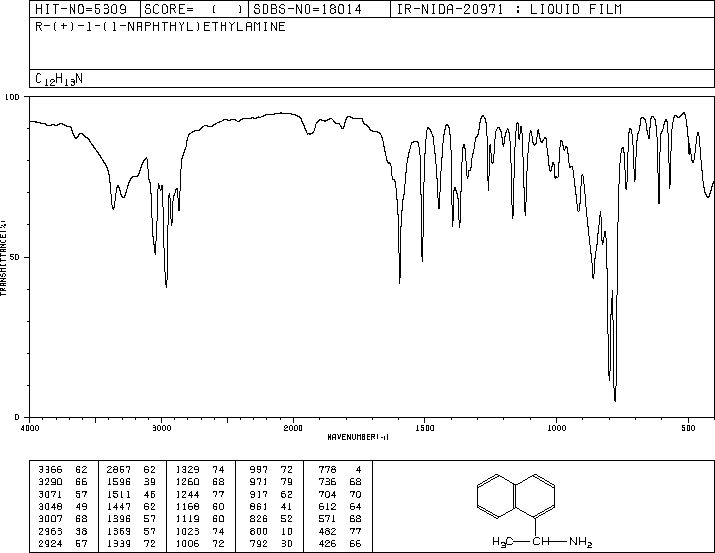 HIT-NO=5309 SCORE= ( ) SDBS-NO=18014 IR-NIDA-20971 : LIQUID FILM
R-(+)-1-(1-NAPHTHYL)ETHYLAMINE
C12H13N
100
50
0
TRANSMITTANCE(%)
4000 3000 2000 1500 1000 500
WAVENUMBER(-1)
3366 62 2867 62 1329 74 997 72 778 4
3290 66 1596 39 1260 68 971 79 736 68
3071 57 1511 46 1244 77 917 62 704 70
3048 49 1447 62 1168 60 861 41 612 64
3007 68 1396 57 1119 60 826 52 571 68
2963 38 1369 57 1023 74 800 10 482 77
2924 67 1339 72 1006 72 792 30 426 66
H3C CH NH2